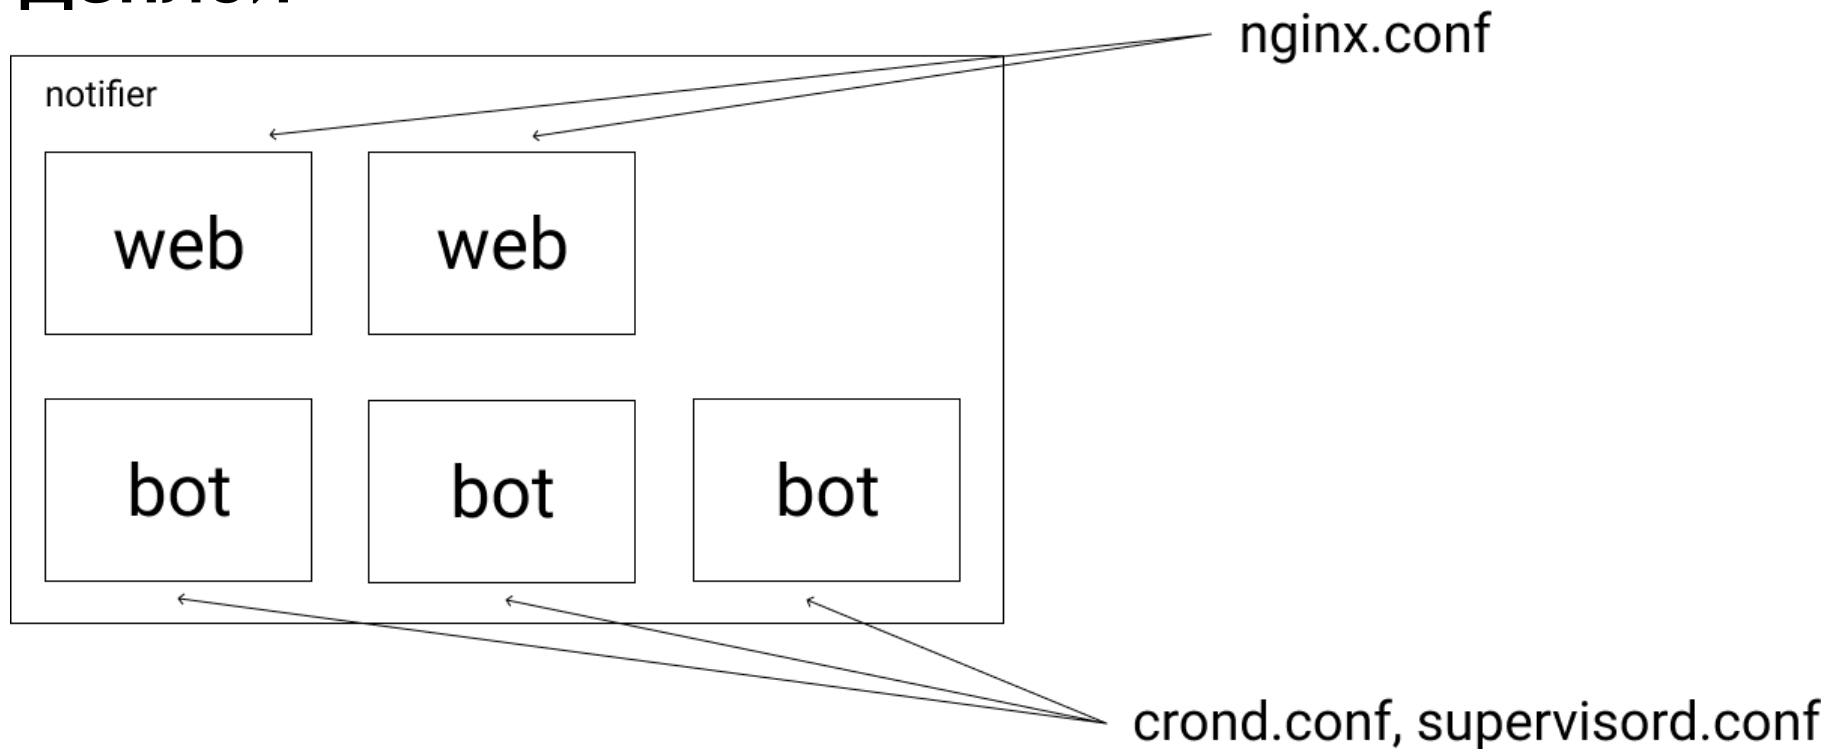 nginx.conf
notifier
web
web
bot
bot
bot
crond.conf, supervisord.conf